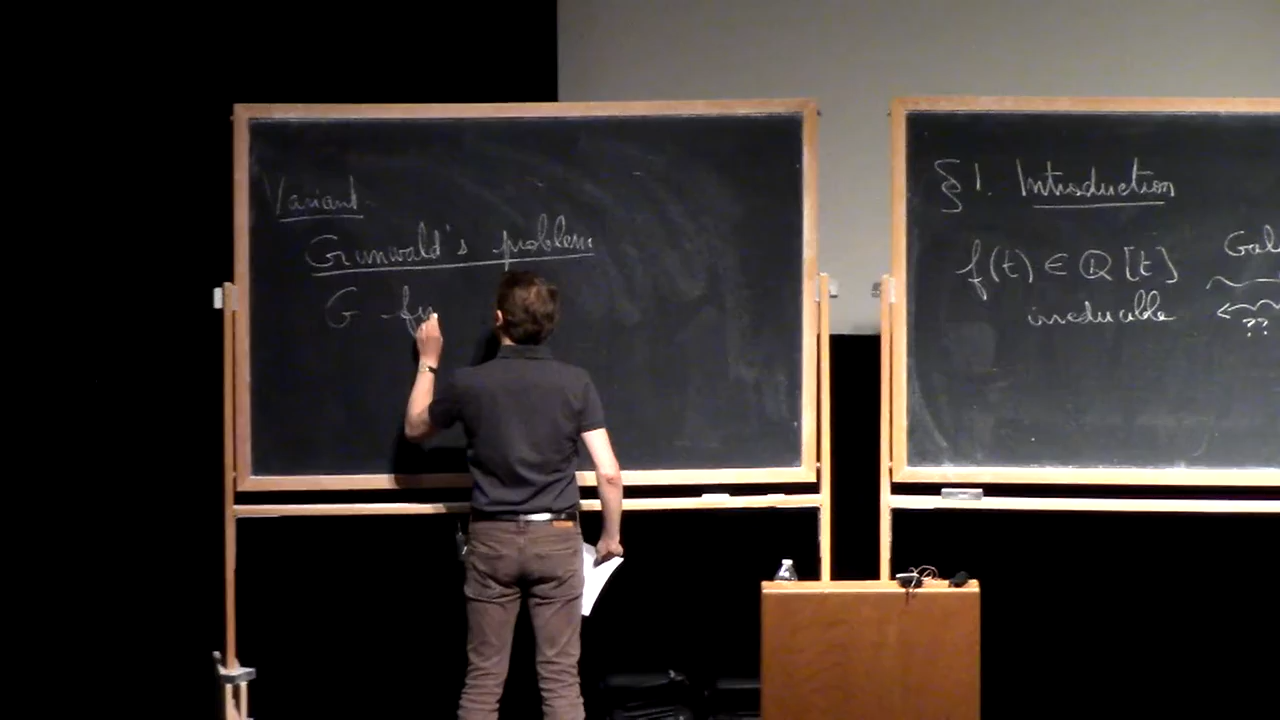 Variant.
Grunwald's problem
G
§1. Introduction
f(t) ∈ Q[t]
irreducible
Gal
??